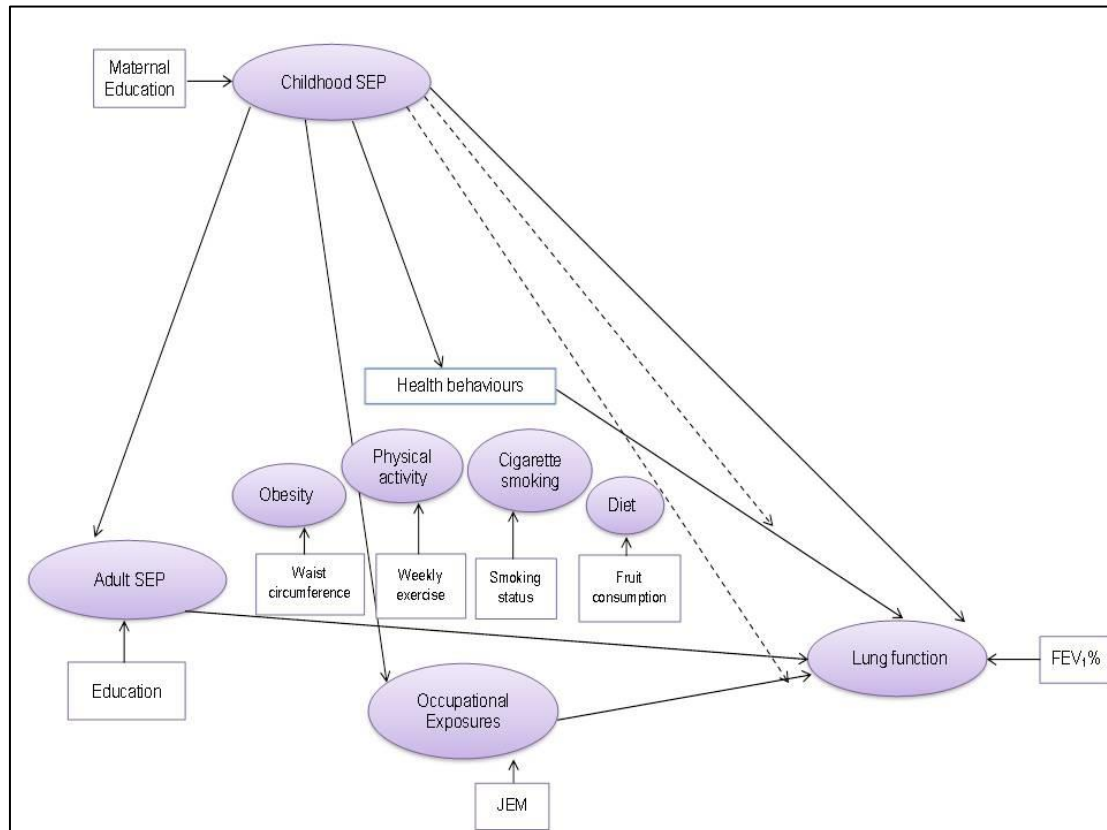 Maternal
Education
Childhood SEP
Health behaviours
Physical
activity
Cigarette
smoking
Obesity
Diet
Adult SEP
Waist
circumference
Weekly
exercise
Smoking
status
Fruit
consumption
Lung function
FEV₁%
Education
Occupational
Exposures
JEM